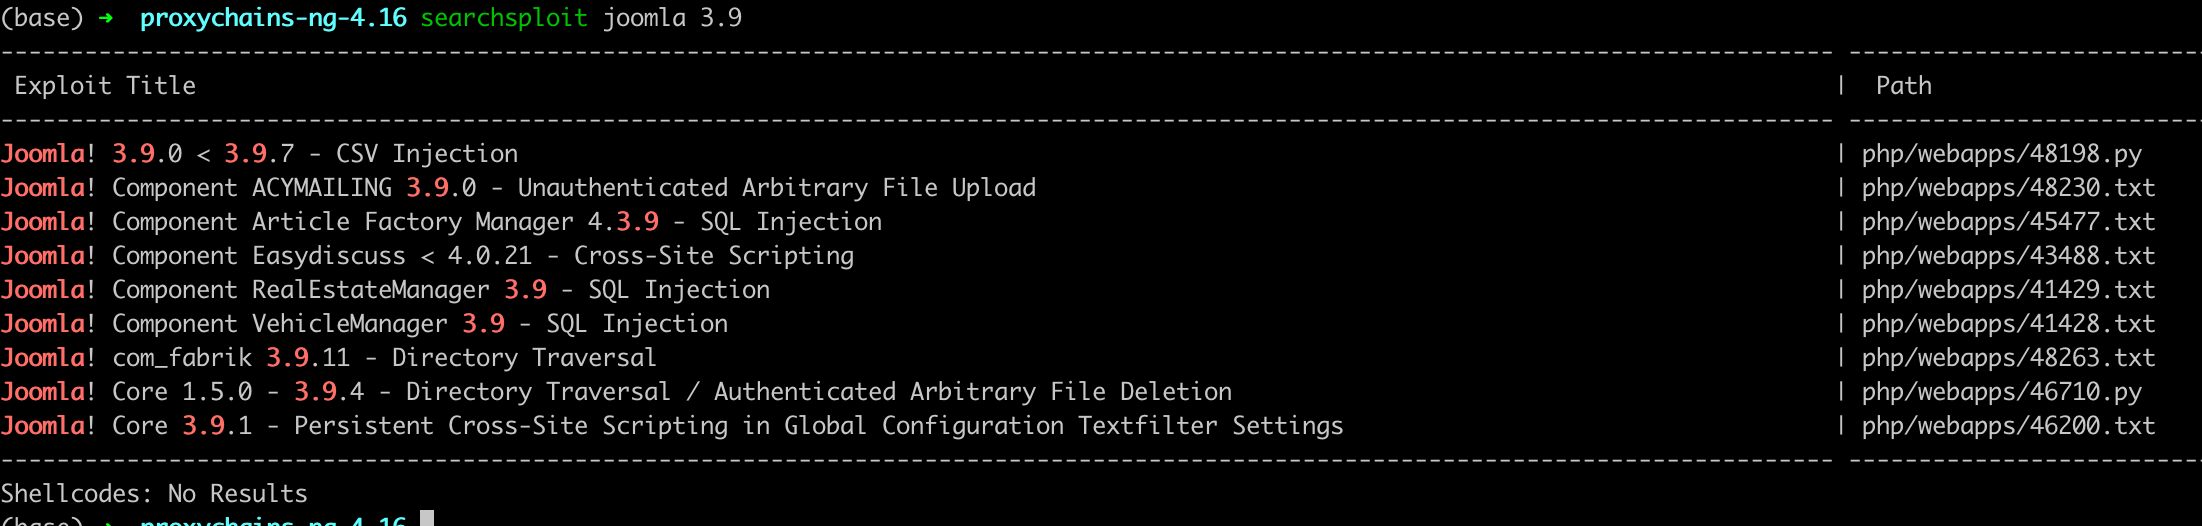 (base) ➜ proxychains-ng-4.16 searchsploit joomla 3.9
Exploit Title | Path
Joomla! 3.9.0 < 3.9.7 - CSV Injection | php/webapps/48198.py
Joomla! Component ACYMAILING 3.9.0 - Unauthenticated Arbitrary File Upload | php/webapps/48230.txt
Joomla! Component Article Factory Manager 4.3.9 - SQL Injection | php/webapps/45477.txt
Joomla! Component Easydiscuss < 4.0.21 - Cross-Site Scripting | php/webapps/43488.txt
Joomla! Component RealEstateManager 3.9 - SQL Injection | php/webapps/41429.txt
Joomla! Component VehicleManager 3.9 - SQL Injection | php/webapps/41428.txt
Joomla! com_fabrik 3.9.11 - Directory Traversal | php/webapps/48263.txt
Joomla! Core 1.5.0 - 3.9.4 - Directory Traversal / Authenticated Arbitrary File Deletion | php/webapps/46710.py
Joomla! Core 3.9.1 - Persistent Cross-Site Scripting in Global Configuration Textfilter Settings | php/webapps/46200.txt
Shellcodes: No Results
(base) ➜ proxychains-ng-4.16